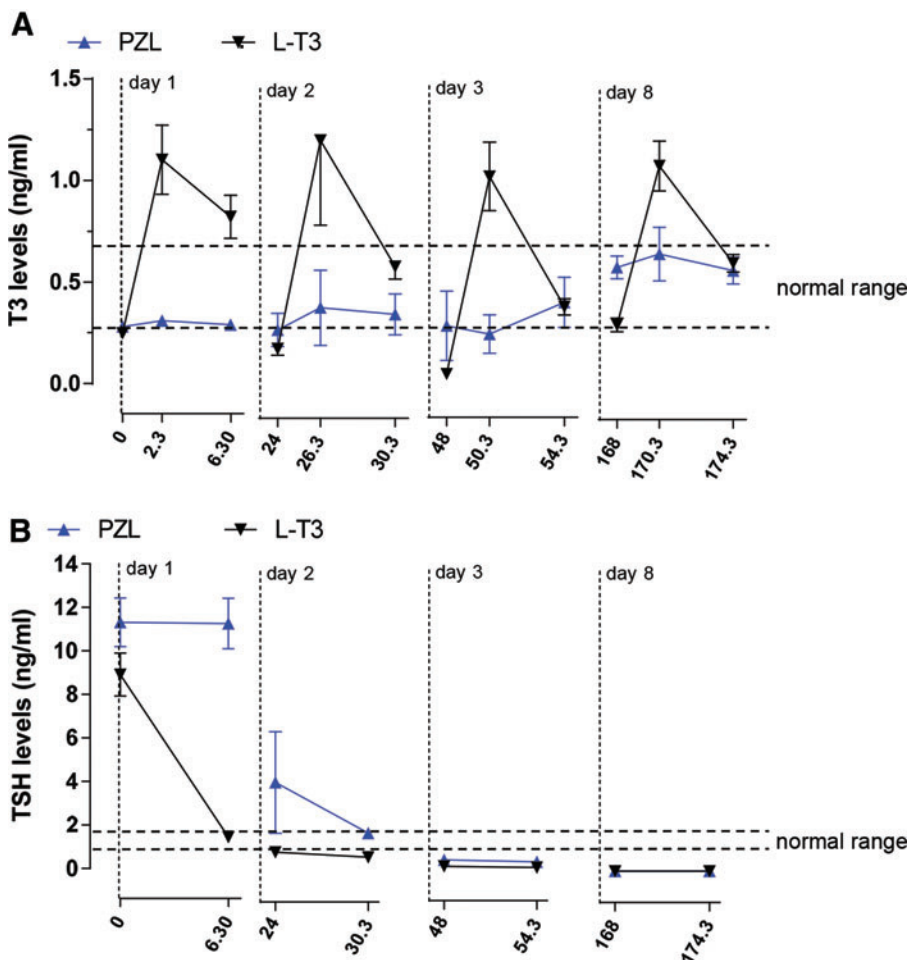 A
PZL L-T3
day 1 day 2 day 3 day 8
T3 levels (ng/ml)
1.5
1.0
0.5
0.0
normal range
0 2.3 6.30 24 26.3 30.3 48 50.3 54.3 168 170.3 174.3
B PZL L-T3
day 1 day 2 day 3 day 8
TSH levels (ng/ml)
14
12
10
8
6
4
2
0
normal range
0 6.30 24 30.3 48 54.3 168 174.3